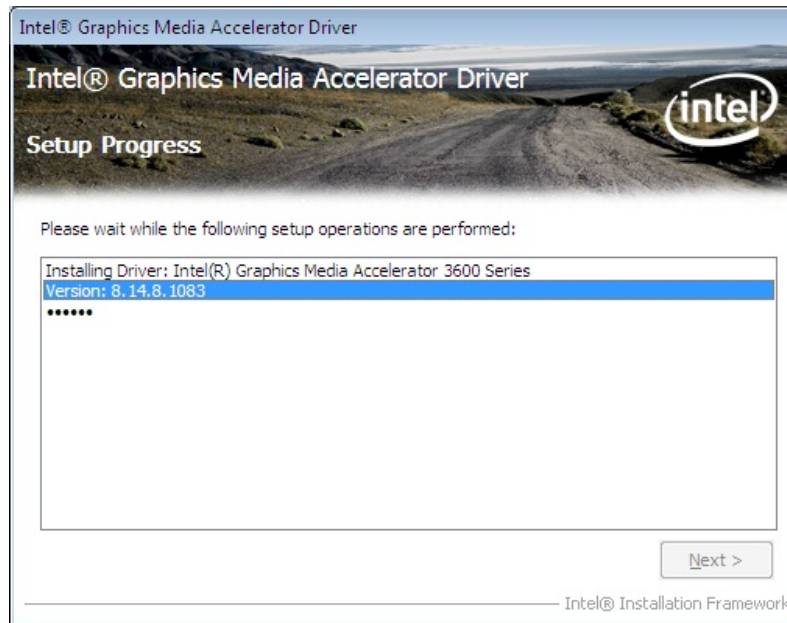 Intel® Graphics Media Accelerator Driver
Intel® Graphics Media Accelerator Driver
intel
Setup Progress
Please wait while the following setup operations are performed:
Installing Driver: Intel(R) Graphics Media Accelerator 3600 Series
Version: 8.14.8.1083
••••••
Next >
Intel® Installation Framework